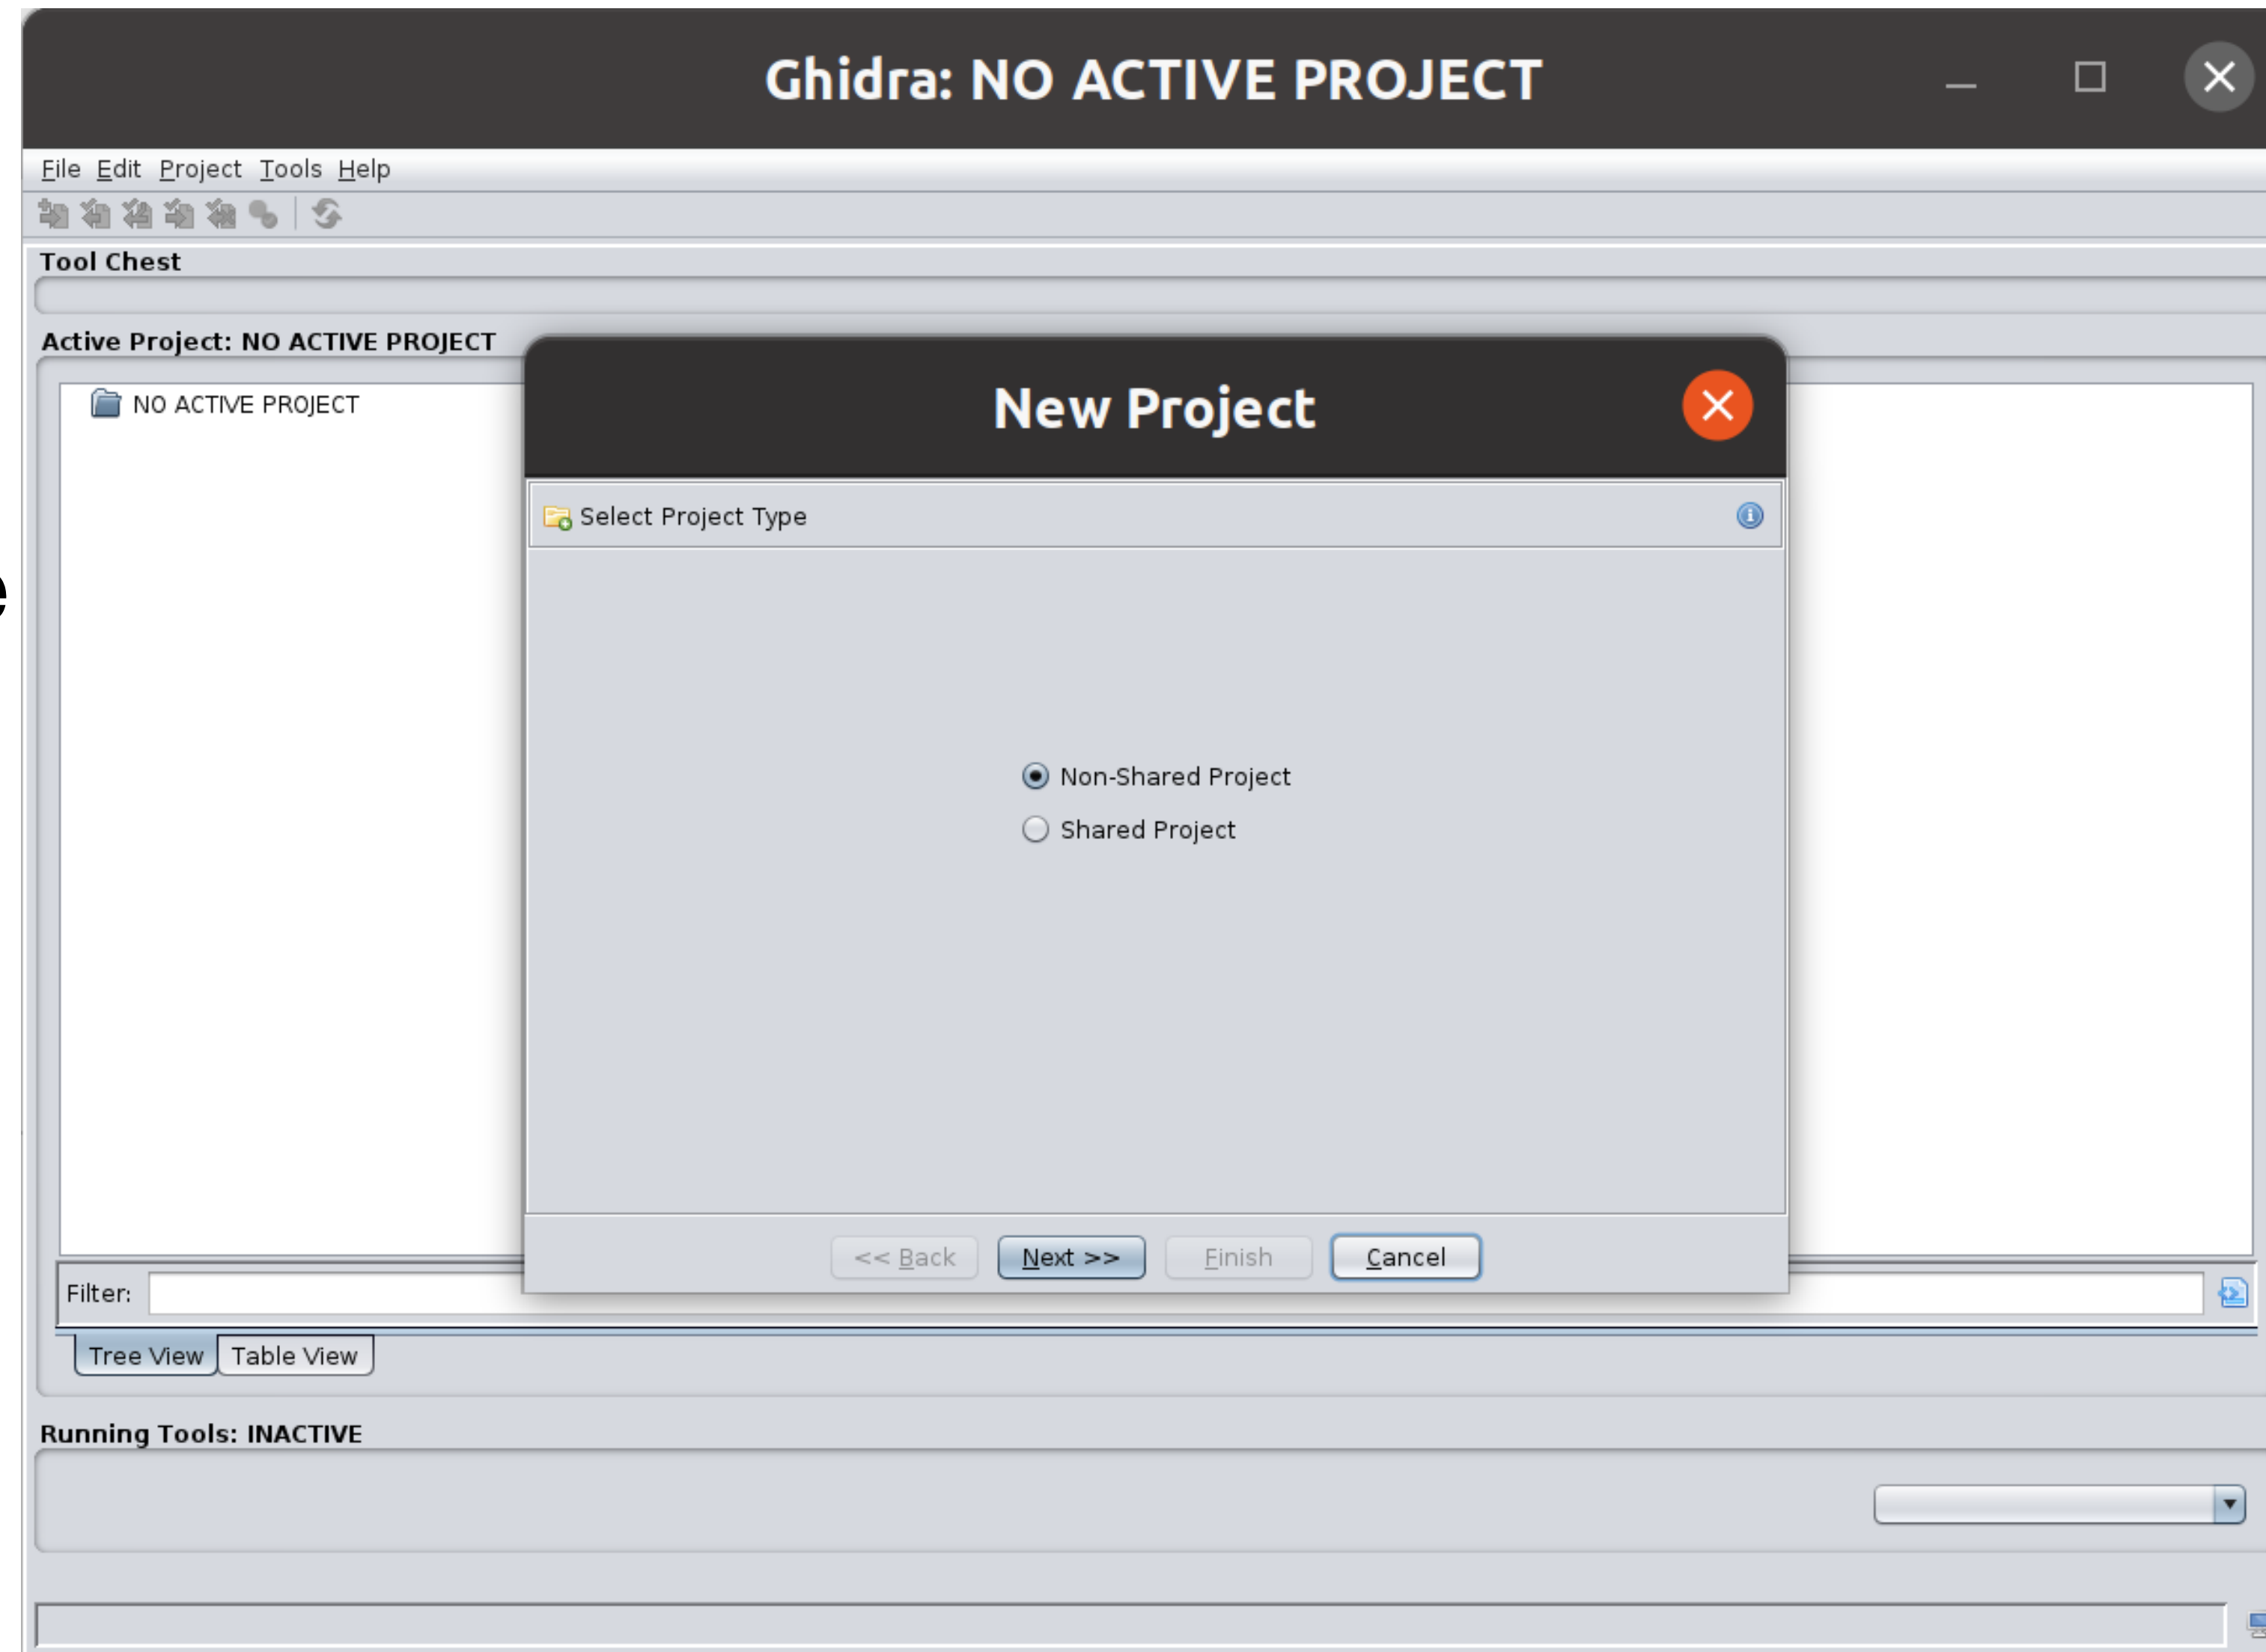 Ghidra: NO ACTIVE PROJECT
File Edit Project Tools Help
Tool Chest
Active Project: NO ACTIVE PROJECT
NO ACTIVE PROJECT
New Project
Select Project Type
e
Non-Shared Project
Shared Project
<< Back Next >> Finish Cancel
Filter:
Tree View Table View
Running Tools: INACTIVE